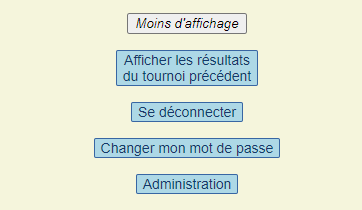 Moins d'affichage
Afficher les résultats
du tournoi précédent
Se déconnecter
Changer mon mot de passe
Administration